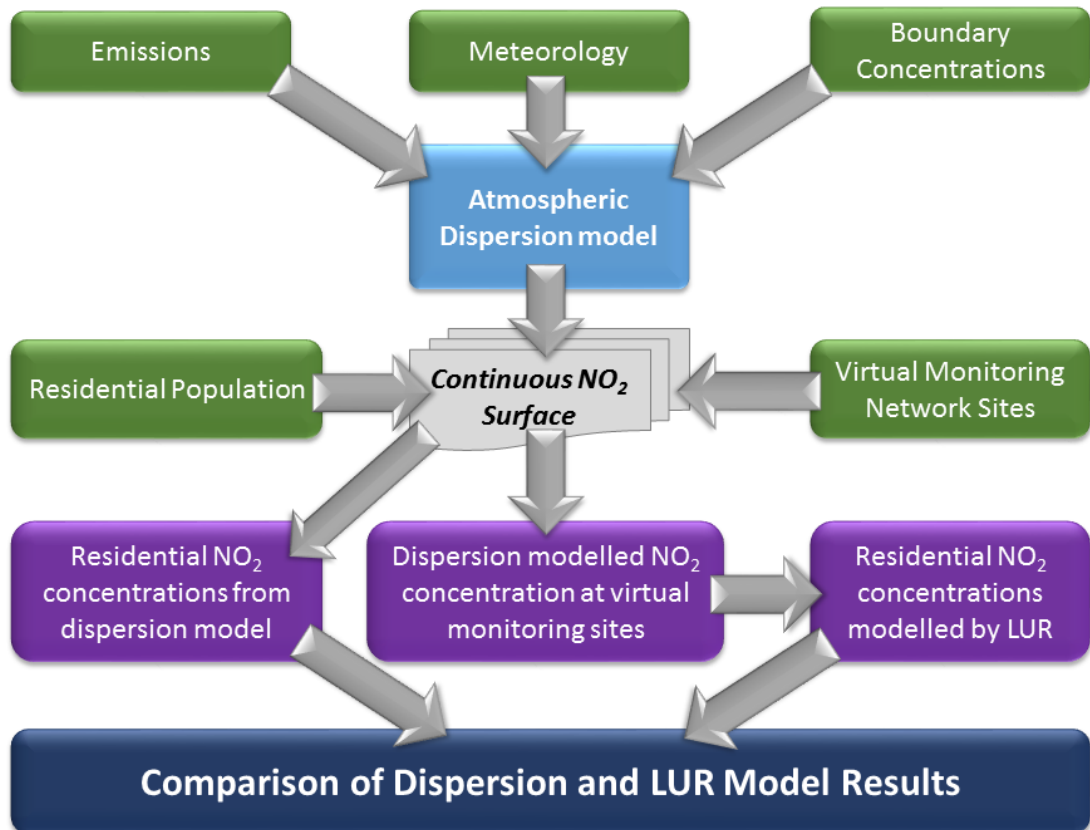 Emissions
Meteorology
Boundary
Concentrations
Atmospheric
Dispersion model
Residential Population
Continuous NO₂
Surface
Virtual Monitoring
Network Sites
Residential NO₂
concentrations from
dispersion model
Dispersion modelled NO₂
concentration at virtual
monitoring sites
Residential NO₂
concentrations
modelled by LUR
Comparison of Dispersion and LUR Model Results